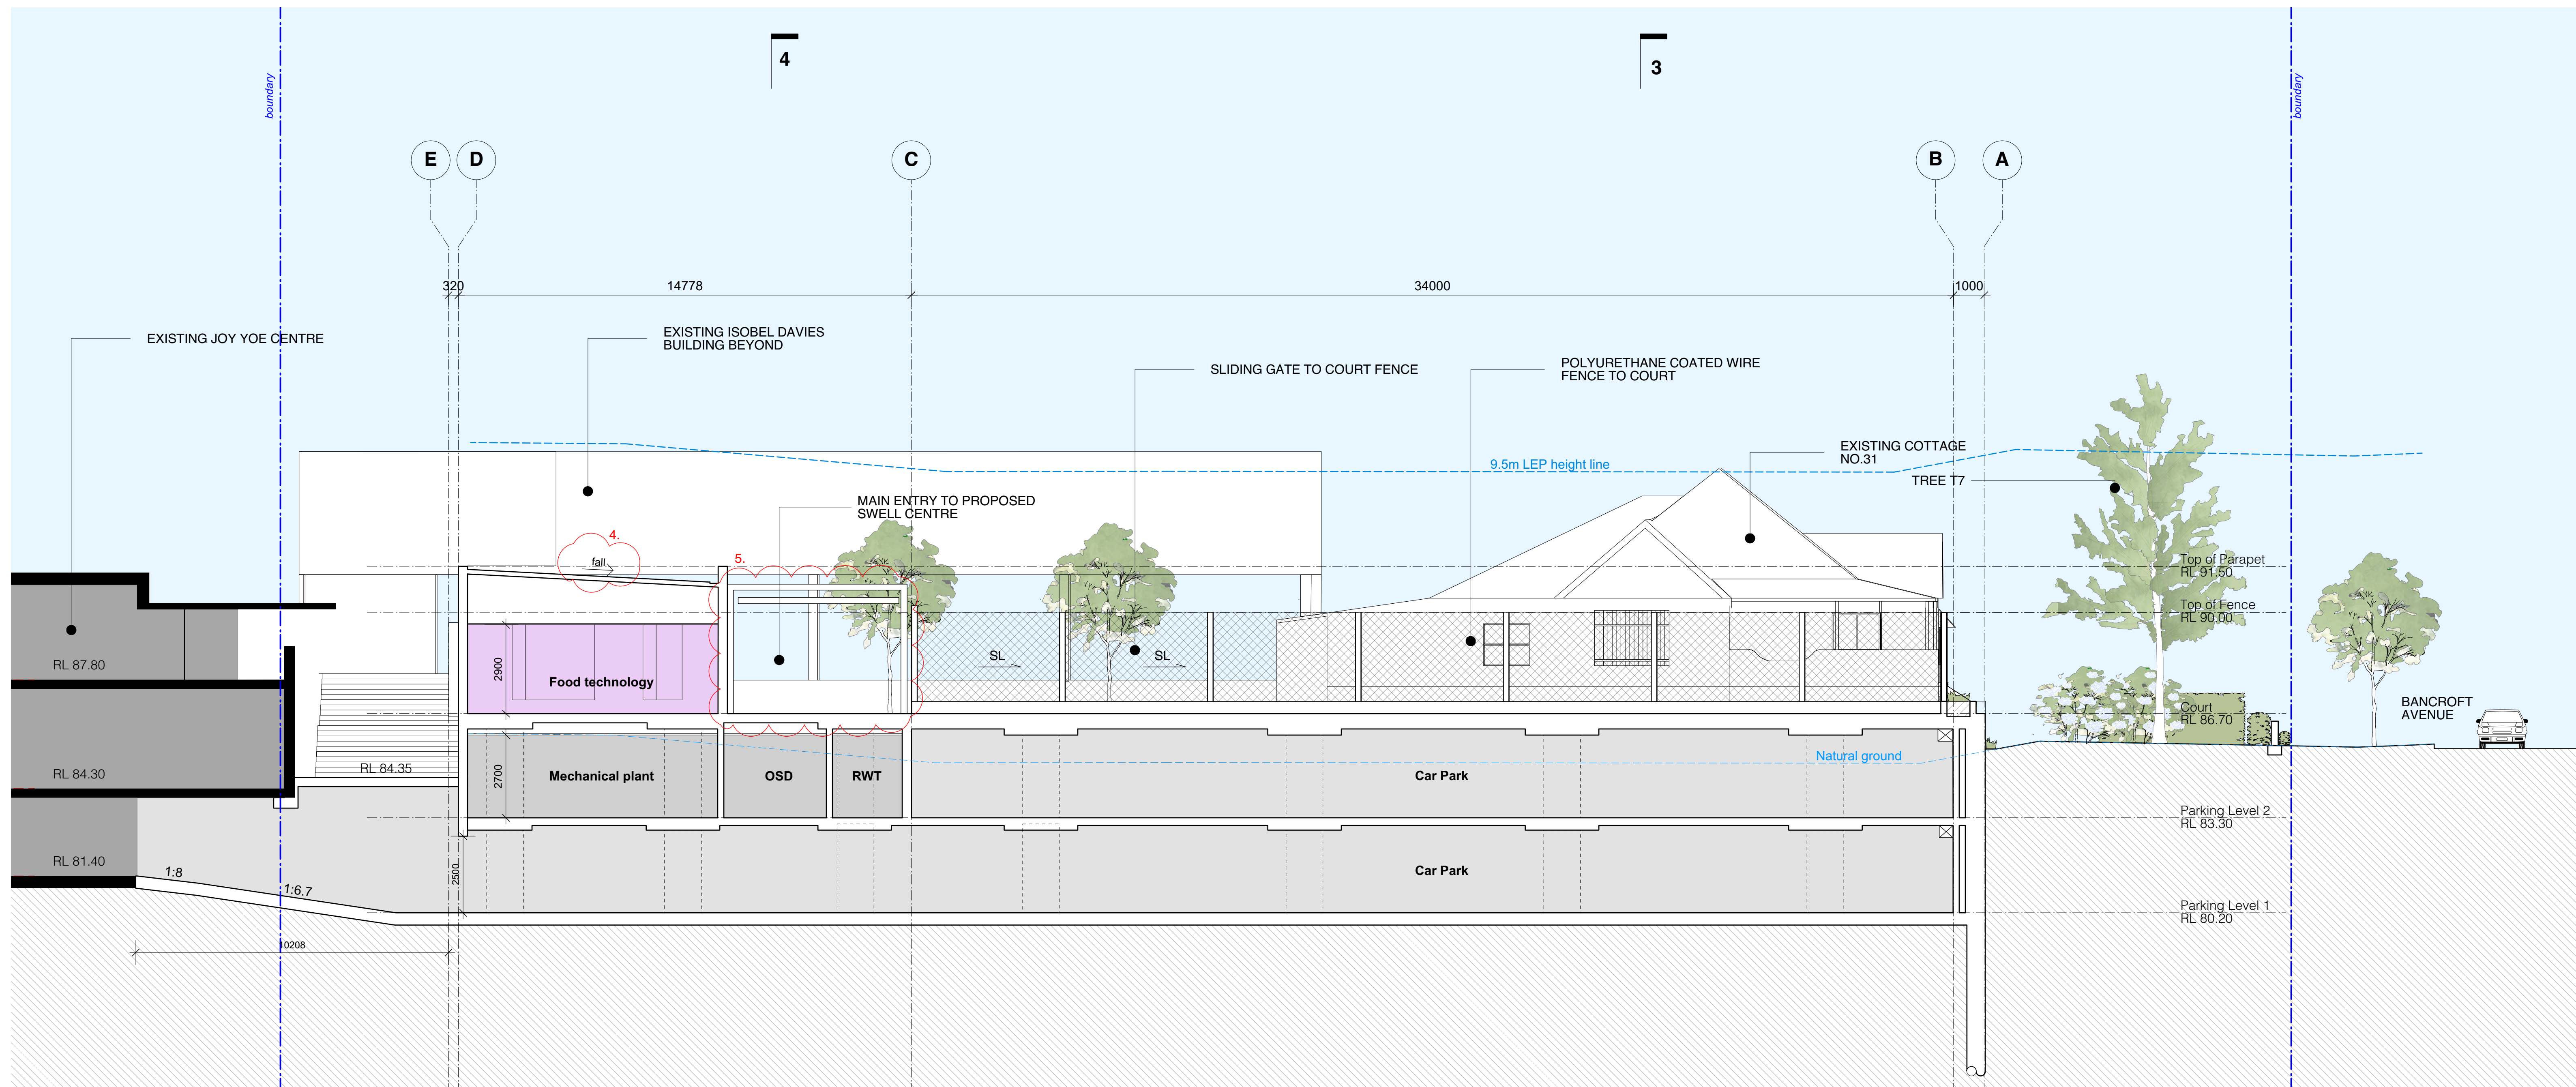 4
3
boundary
boundary
E
D
C
B
A
320
14778
34000
1000
EXISTING JOY YOE CENTRE
EXISTING ISOBEL DAVIES
BUILDING BEYOND
SLIDING GATE TO COURT FENCE
POLYURETHANE COATED WIRE
FENCE TO COURT
EXISTING COTTAGE
NO.31
9.5m LEP height line
TREE T7
MAIN ENTRY TO PROPOSED
SWELL CENTRE
4.
fall
5.
Top of Parapet
RL 91.50
Top of Fence
RL 90.00
RL 87.80
2900
Food technology
SL
SL
Court
RL 86.70
BANCROFT
AVENUE
Natural ground
RL 84.30
RL 84.35
2700
Mechanical plant
OSD
RWT
Car Park
Parking Level 2
RL 83.30
RL 81.40
1:8
1:6.7
2500
Car Park
Parking Level 1
RL 80.20
10208